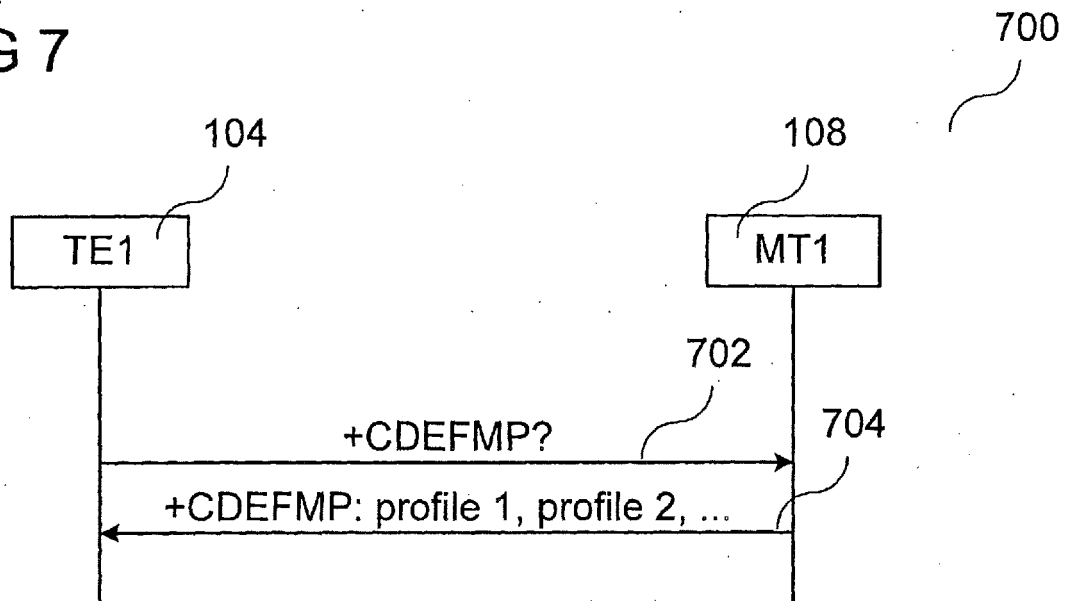 G 7
700
104
108
TE1
MT1
702
+CDEFMP?
704
+CDEFMP: profile 1, profile 2, ...